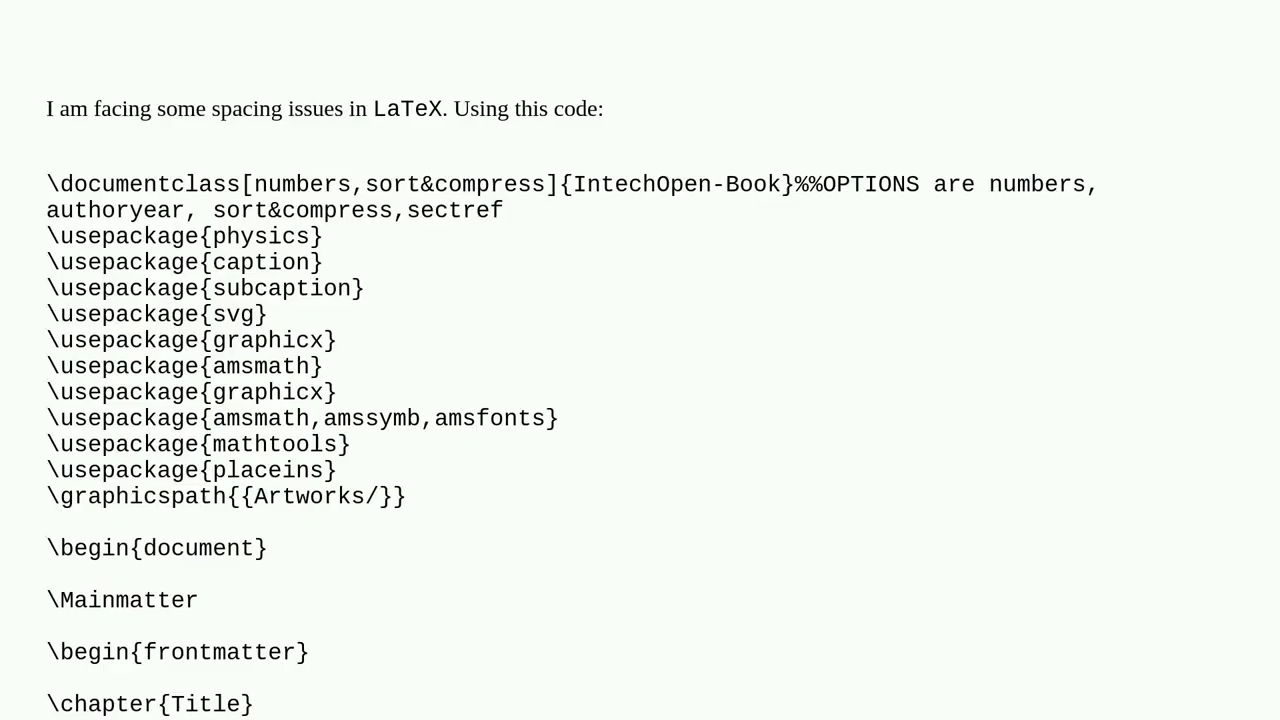 I am facing some spacing issues in LaTeX. Using this code:
\documentclass[numbers,sort&compress]{IntechOpen-Book}%%OPTIONS are numbers,
authoryear, sort&compress,sectref
\usepackage{physics}
\usepackage{caption}
\usepackage{subcaption}
\usepackage{svg}
\usepackage{graphicx}
\usepackage{amsmath}
\usepackage{graphicx}
\usepackage{amsmath,amssymb,amsfonts}
\usepackage{mathtools}
\usepackage{placeins}
\graphicspath{{Artworks/}}
\begin{document}
\Mainmatter
\begin{frontmatter}
\chapter{Title}